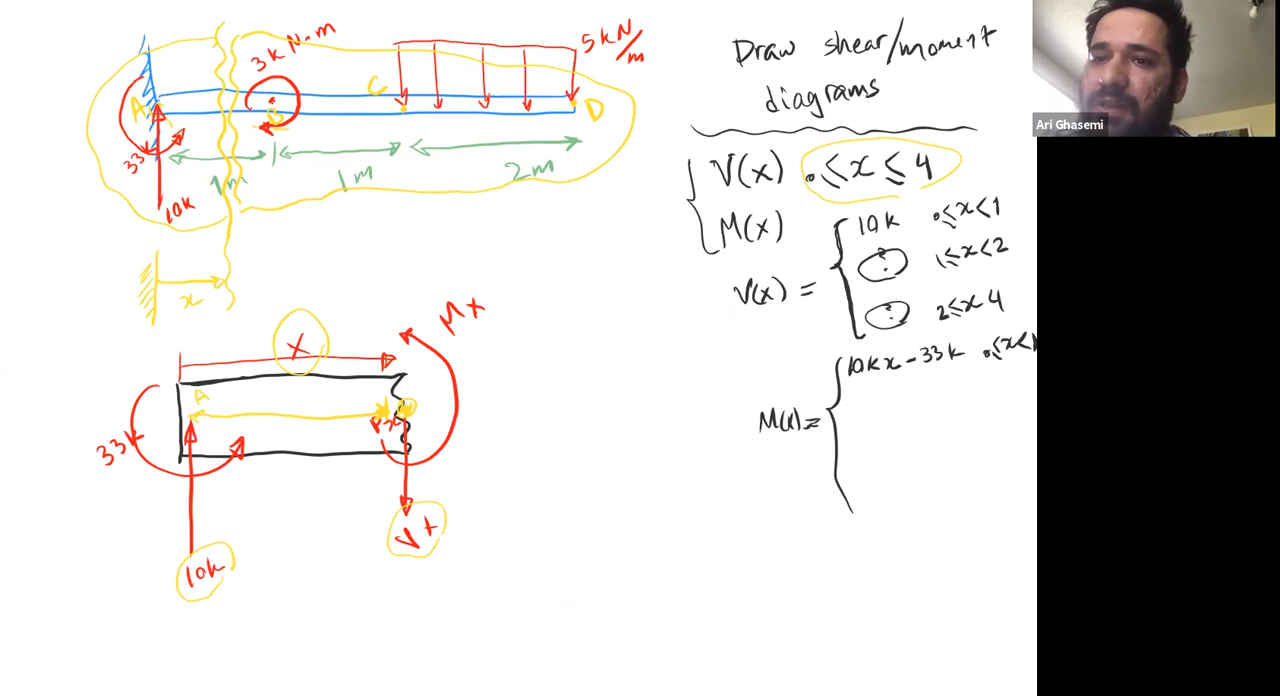 3kN.m
5kN/m
A
B
C
D
33
10k
1m
1m
2m
x
Mx
X
A
33k
10k
Draw shear/moment
diagrams
V(x) 0≤x≤4
M(x)
V(x) = 10k 0≤x<1
? 1≤x<2
? 2≤x 4
M(x)= 10kx-33k 0≤x<1
Ari Ghasemi